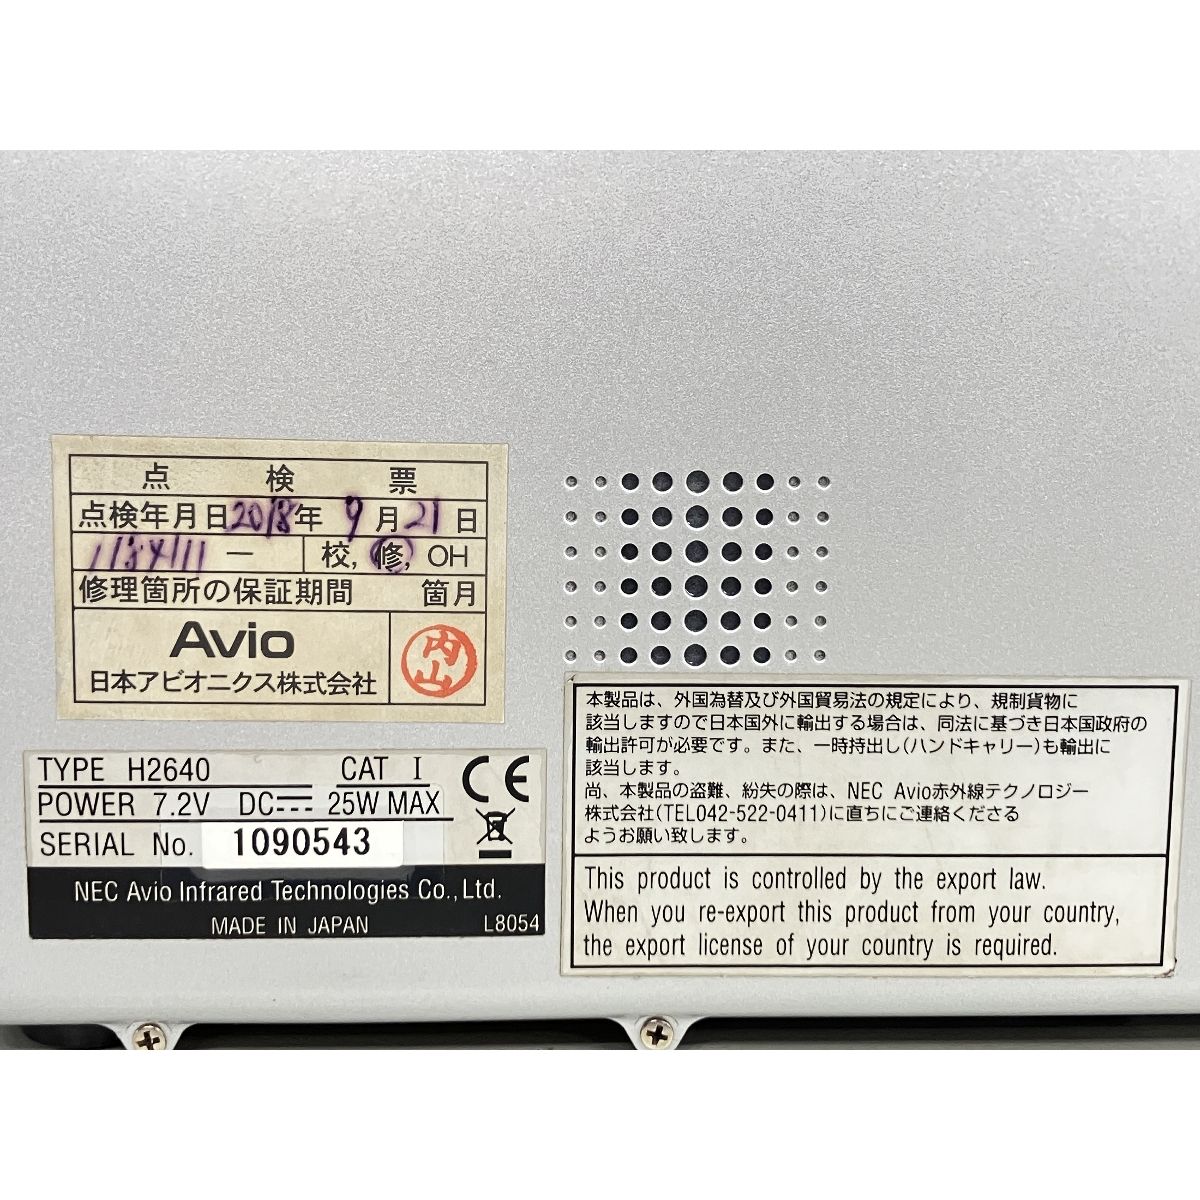 点検票
点検年月日2018年9月21日
一 校, 修, OH
修理箇所の保証期間 箇月
Avio
内山
日本アビオニクス株式会社
TYPE H2640 CAT I
POWER 7.2V DC 25W MAX
SERIAL No. 1090543
CE
NEC Avio Infrared Technologies Co., Ltd.
MADE IN JAPAN L8054
本製品は、外国為替及び外国貿易法の規定により、規制貨物に
該当しますので日本国外に輸出する場合は、同法に基づき日本国政府の
輸出許可が必要です。また、一時持出し(ハンドキャリー)も輸出に
該当します。
尚、本製品の盗難、紛失の際は、NEC Avio赤外線テクノロジー
株式会社(TEL042-522-0411)に直ちにご連絡くださる
ようお願い致します。
This product is controlled by the export law.
When you re-export this product from your country,
the export license of your country is required.